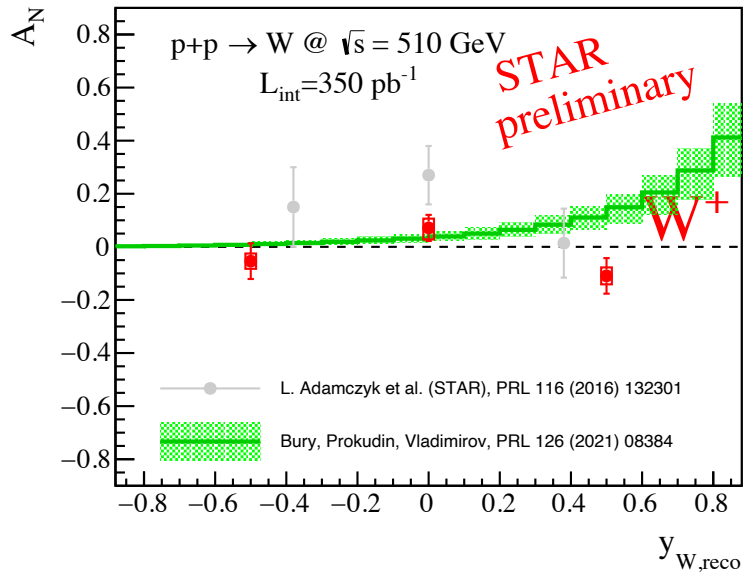 A_N
p+p → W @ √s = 510 GeV
L_int=350 pb^-1
STAR
preliminary
W+
0.8
0.6
0.4
0.2
0
−0.2
−0.4
−0.6
−0.8
L. Adamczyk et al. (STAR), PRL 116 (2016) 132301
Bury, Prokudin, Vladimirov, PRL 126 (2021) 08384
−0.8 −0.6 −0.4 −0.2 0 0.2 0.4 0.6 0.8
y_W,reco